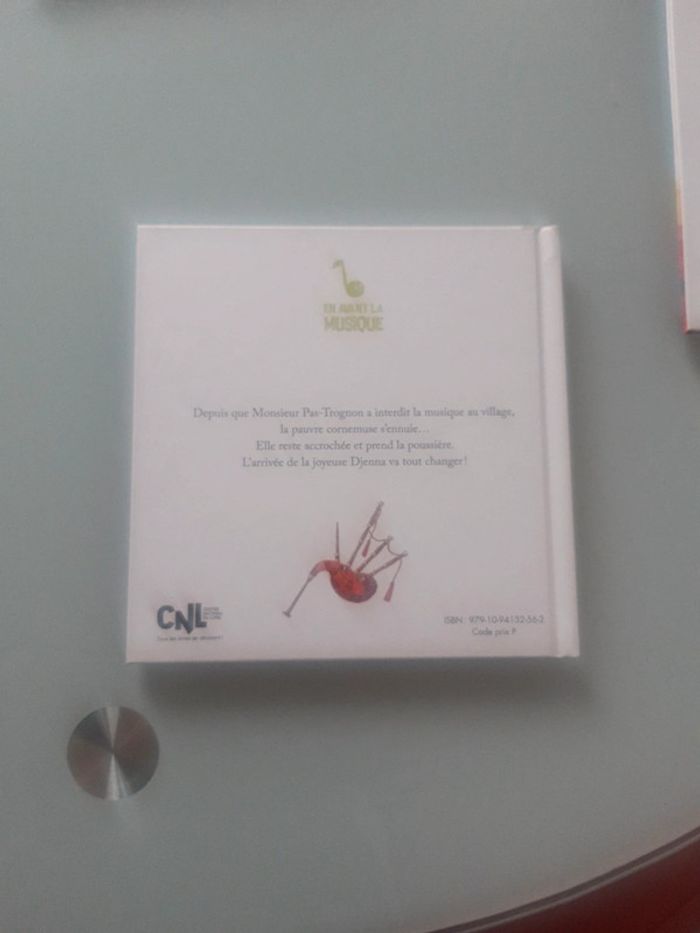 EN AVANT LA
MUSIQUE
Depuis que Monsieur Pas-Trognon a interdit la musique au village,
la pauvre cornemuse s'ennuie…
Elle reste accrochée et prend la poussière.
L'arrivée de la joyeuse Djenna va tout changer!
CNL
ISBN : 979-10-94132-56-2
Code prix P